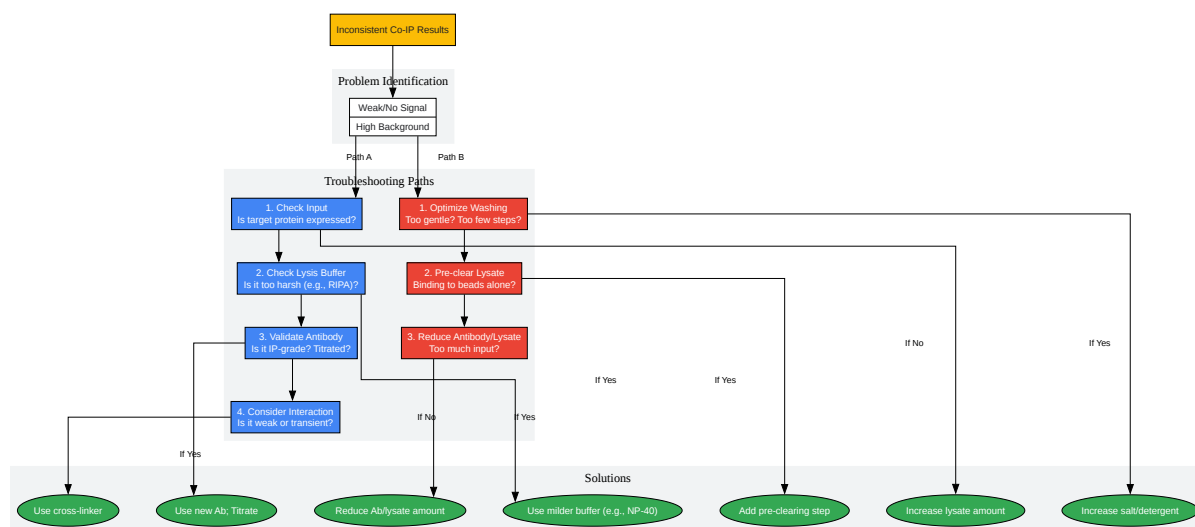 Inconsistent Co-IP Results
Problem Identification
Weak/No Signal
High Background
Path A
Path B
Troubleshooting Paths
1. Check Input
Is target protein expressed?
1. Optimize Washing
Too gentle? Too few steps?
2. Check Lysis Buffer
Is it too harsh (e.g., RIPA)?
2. Pre-clear Lysate
Binding to beads alone?
3. Validate Antibody
Is it IP-grade? Titrated?
3. Reduce Antibody/Lysate
Too much input?
If No
If Yes
If Yes
If Yes
4. Consider Interaction
Is it weak or transient?
If No
If Yes
If Yes
Solutions
Use cross-linker
Use new Ab; Titrate
Reduce Ab/lysate amount
Use milder buffer (e.g., NP-40)
Add pre-clearing step
Increase lysate amount
Increase salt/detergent